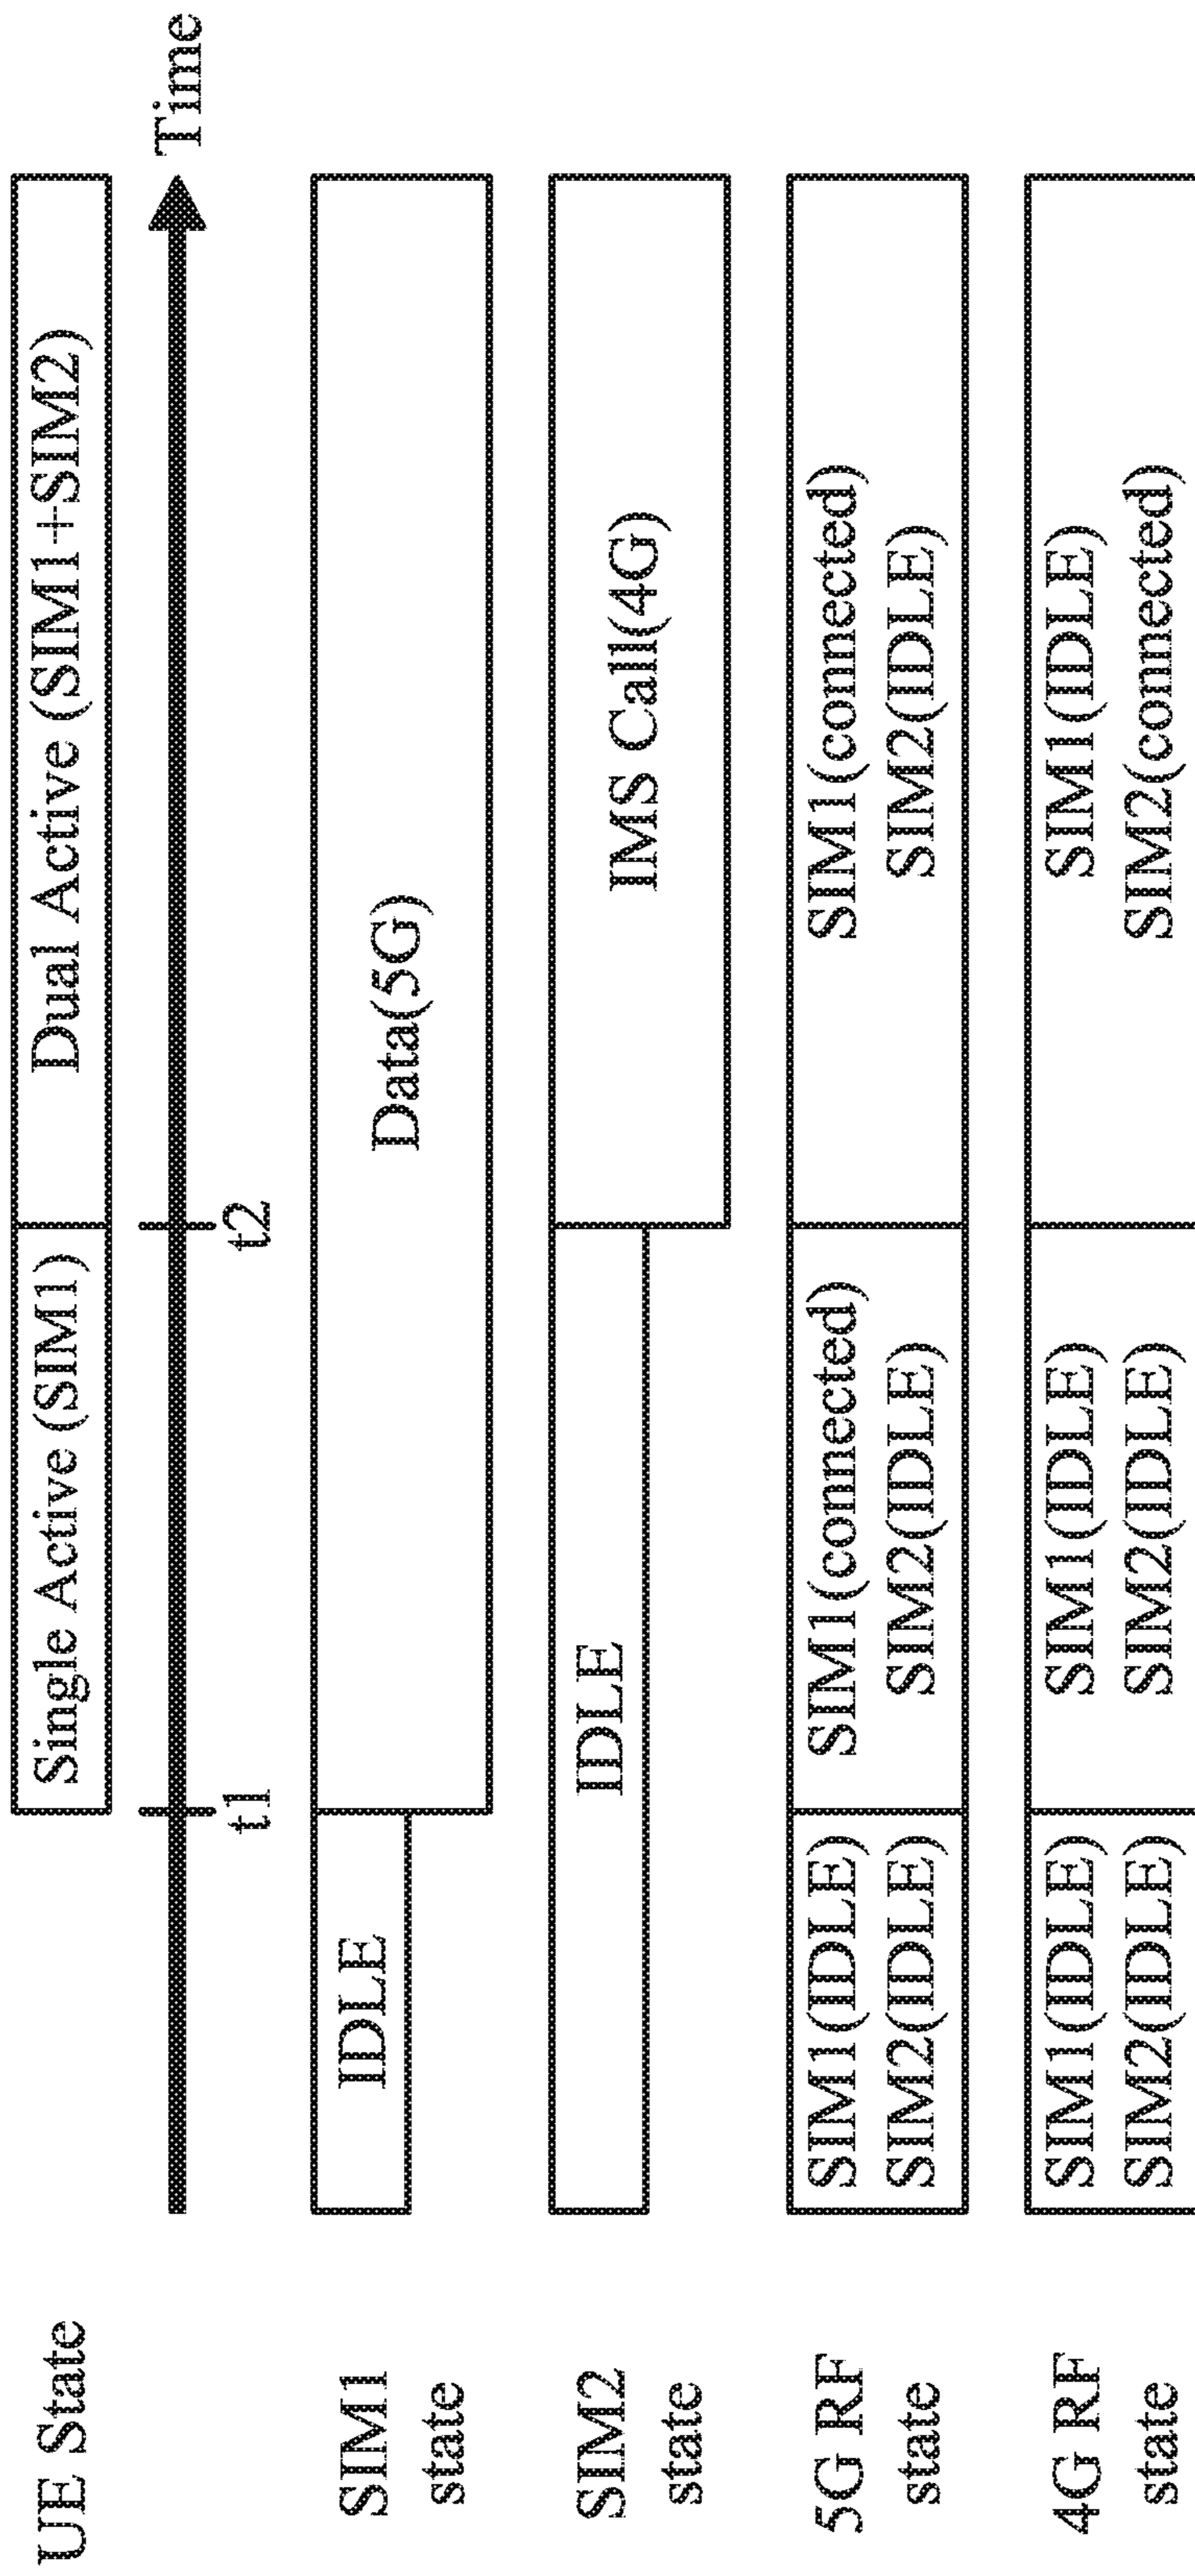 UE State
Single Active (SIM1)
Dual Active (SIM1+SIM2)
Time
t1
t2
SIM1
state
IDLE
Data(5G)
SIM2
state
IDLE
IMS Call(4G)
5G RF
state
SIM1(IDLE)
SIM2(IDLE)
SIM1(connected)
SIM2(IDLE)
SIM1(connected)
SIM2(IDLE)
4G RF
state
SIM1(IDLE)
SIM2(IDLE)
SIM1(IDLE)
SIM2(IDLE)
SIM1(IDLE)
SIM2(connected)